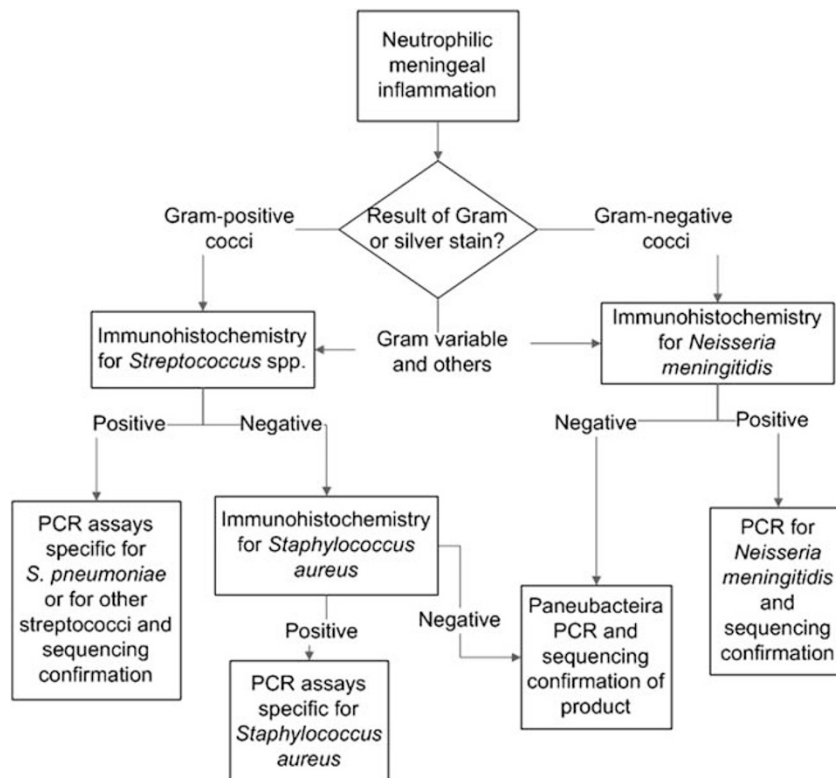 Neutrophilic
meningeal
inflammation
Gram-positive
cocci
Result of Gram
or silver stain?
Gram-negative
cocci
Immunohistochemistry
for Streptococcus spp.
Gram variable
and others
Immunohistochemistry
for Neisseria
meningitidis
Positive
Negative
Negative
Positive
PCR assays
specific for
S. pneumoniae
or for other
streptococci and
sequencing
confirmation
Immunohistochemistry
for Staphylococcus
aureus
PCR for
Neisseria
meningitidis
and
sequencing
confirmation
Positive
Negative
Paneubacteira
PCR and
sequencing
confirmation of
product
PCR assays
specific for
Staphylococcus
aureus